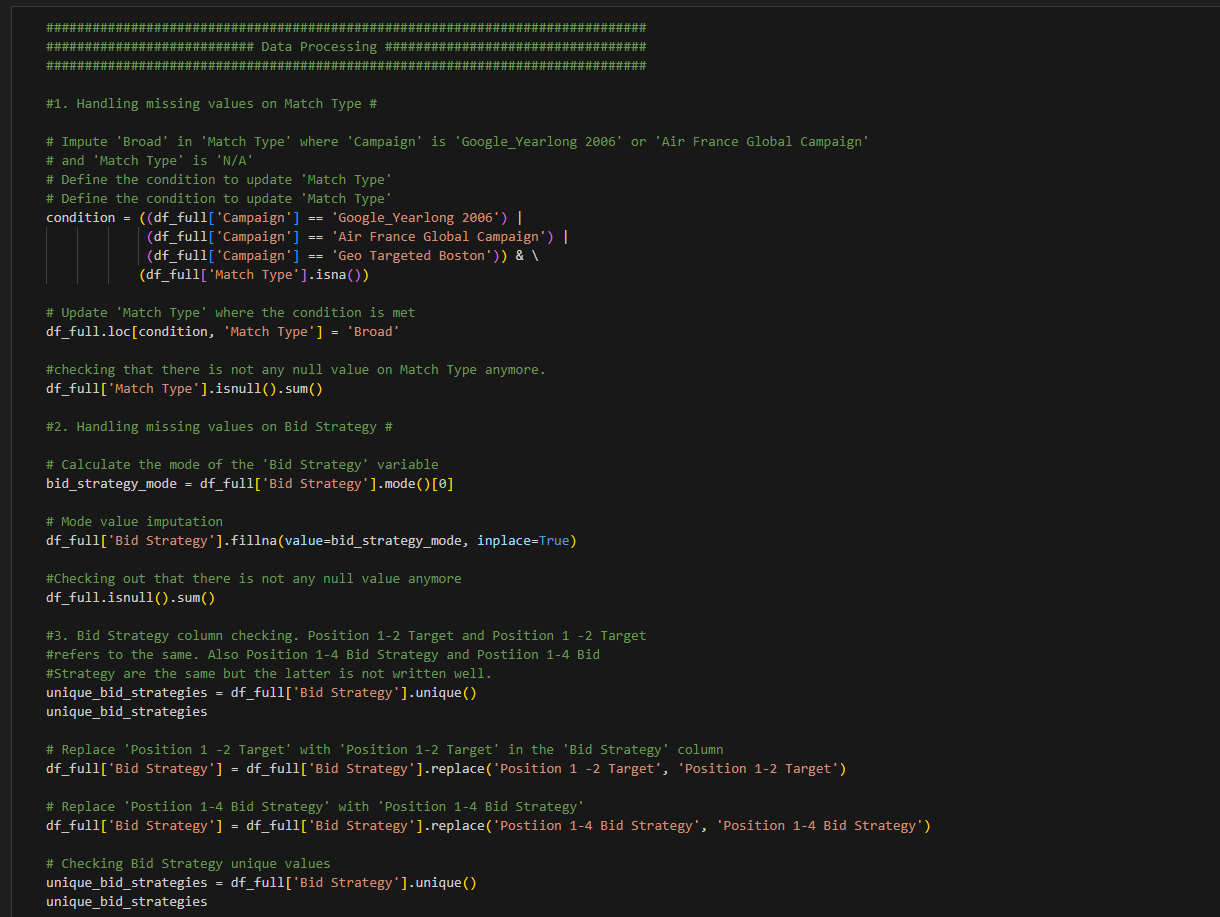 ##############################################################################
########################### Data Processing ##################################
##############################################################################
#1. Handling missing values on Match Type #
# Impute 'Broad' in 'Match Type' where 'Campaign' is 'Google_Yearlong 2006' or 'Air France Global Campaign'
# and 'Match Type' is 'N/A'
# Define the condition to update 'Match Type'
# Define the condition to update 'Match Type'
condition = ((df_full['Campaign'] == 'Google_Yearlong 2006') |
(df_full['Campaign'] == 'Air France Global Campaign') |
(df_full['Campaign'] == 'Geo Targeted Boston')) & \
(df_full['Match Type'].isna())
# Update 'Match Type' where the condition is met
df_full.loc[condition, 'Match Type'] = 'Broad'
#checking that there is not any null value on Match Type anymore.
df_full['Match Type'].isnull().sum()
#2. Handling missing values on Bid Strategy #
# Calculate the mode of the 'Bid Strategy' variable
bid_strategy_mode = df_full['Bid Strategy'].mode()[0]
# Mode value imputation
df_full['Bid Strategy'].fillna(value=bid_strategy_mode, inplace=True)
#Checking out that there is not any null value anymore
df_full.isnull().sum()
#3. Bid Strategy column checking. Position 1-2 Target and Position 1 -2 Target
#refers to the same. Also Position 1-4 Bid Strategy and Postiion 1-4 Bid
#Strategy are the same but the latter is not written well.
unique_bid_strategies = df_full['Bid Strategy'].unique()
unique_bid_strategies
# Replace 'Position 1 -2 Target' with 'Position 1-2 Target' in the 'Bid Strategy' column
df_full['Bid Strategy'] = df_full['Bid Strategy'].replace('Position 1 -2 Target', 'Position 1-2 Target')
# Replace 'Postiion 1-4 Bid Strategy' with 'Position 1-4 Bid Strategy'
df_full['Bid Strategy'] = df_full['Bid Strategy'].replace('Postiion 1-4 Bid Strategy', 'Position 1-4 Bid Strategy')
# Checking Bid Strategy unique values
unique_bid_strategies = df_full['Bid Strategy'].unique()
unique_bid_strategies